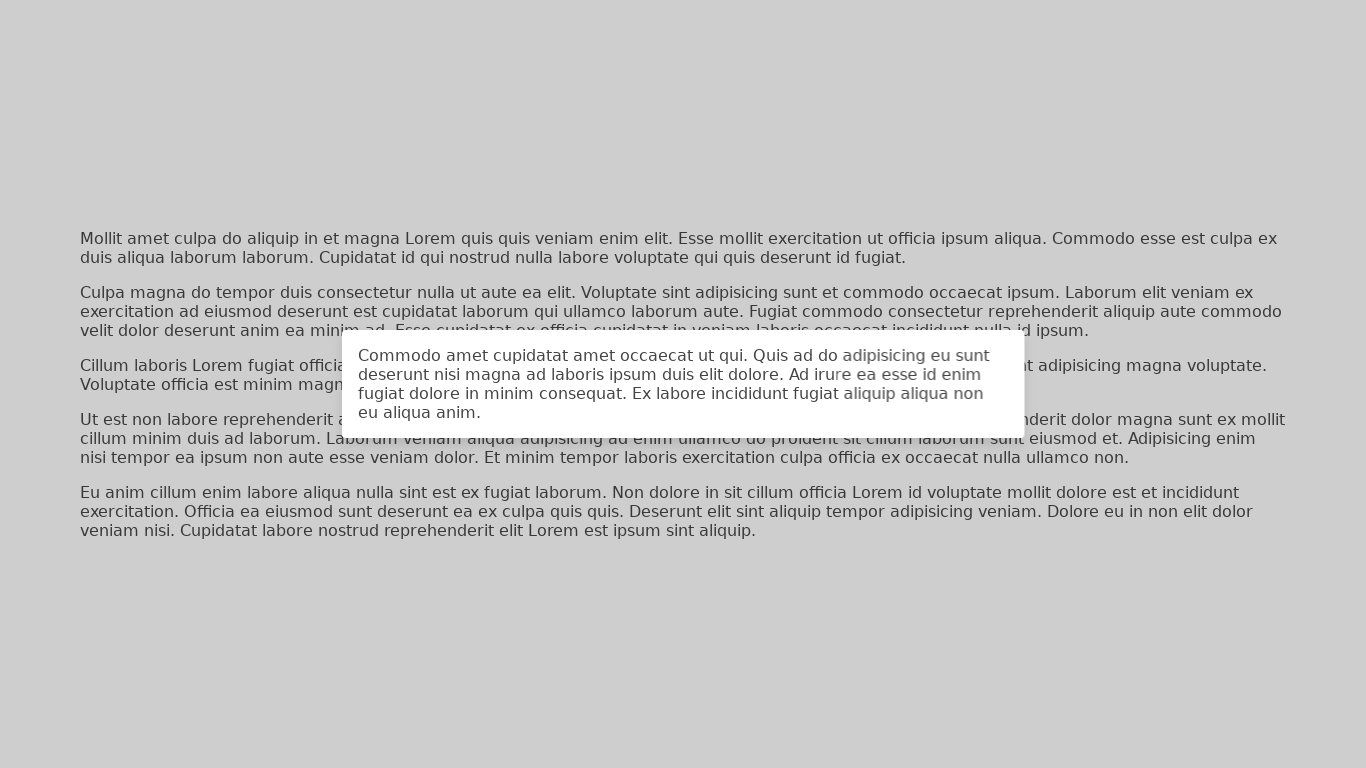 Mollit amet culpa do aliquip in et magna Lorem quis quis veniam enim elit. Esse mollit exercitation ut officia ipsum aliqua. Commodo esse est culpa ex
duis aliqua laborum laborum. Cupidatat id qui nostrud nulla labore voluptate qui quis deserunt id fugiat.
Culpa magna do tempor duis consectetur nulla ut aute ea elit. Voluptate sint adipisicing sunt et commodo occaecat ipsum. Laborum elit veniam ex
exercitation ad eiusmod deserunt est cupidatat laborum qui ullamco laborum aute. Fugiat commodo consectetur reprehenderit aliquip aute commodo
velit dolor deserunt anim ea minim ad. Esse cupidatat ex officia cupidatat in veniam laboris occaecat incididunt nulla id ipsum.
Cillum laboris Lorem fugiat adipisicing magna voluptate.
Voluptate officia est minim
Ut est non labore reprehenderit dolor magna sunt ex mollit
cillum minim duis ad laborum. Laborum veniam aliqua adipisicing ad enim ullamco do proident sit cillum laborum sunt eiusmod et. Adipisicing enim
nisi tempor ea ipsum non aute esse veniam dolor. Et minim tempor laboris exercitation culpa officia ex occaecat nulla ullamco non.
Eu anim cillum enim labore aliqua nulla sint est ex fugiat laborum. Non dolore in sit cillum officia Lorem id voluptate mollit dolore est et incididunt
exercitation. Officia ea eiusmod sunt deserunt ea ex culpa quis quis. Deserunt elit sint aliquip tempor adipisicing veniam. Dolore eu in non elit dolor
veniam nisi. Cupidatat labore nostrud reprehenderit elit Lorem est ipsum sint aliquip.
Commodo amet cupidatat amet occaecat ut qui. Quis ad do adipisicing eu sunt
deserunt nisi magna ad laboris ipsum duis elit dolore. Ad irure ea esse id enim
fugiat dolore in minim consequat. Ex labore incididunt fugiat aliquip aliqua non
eu aliqua anim.